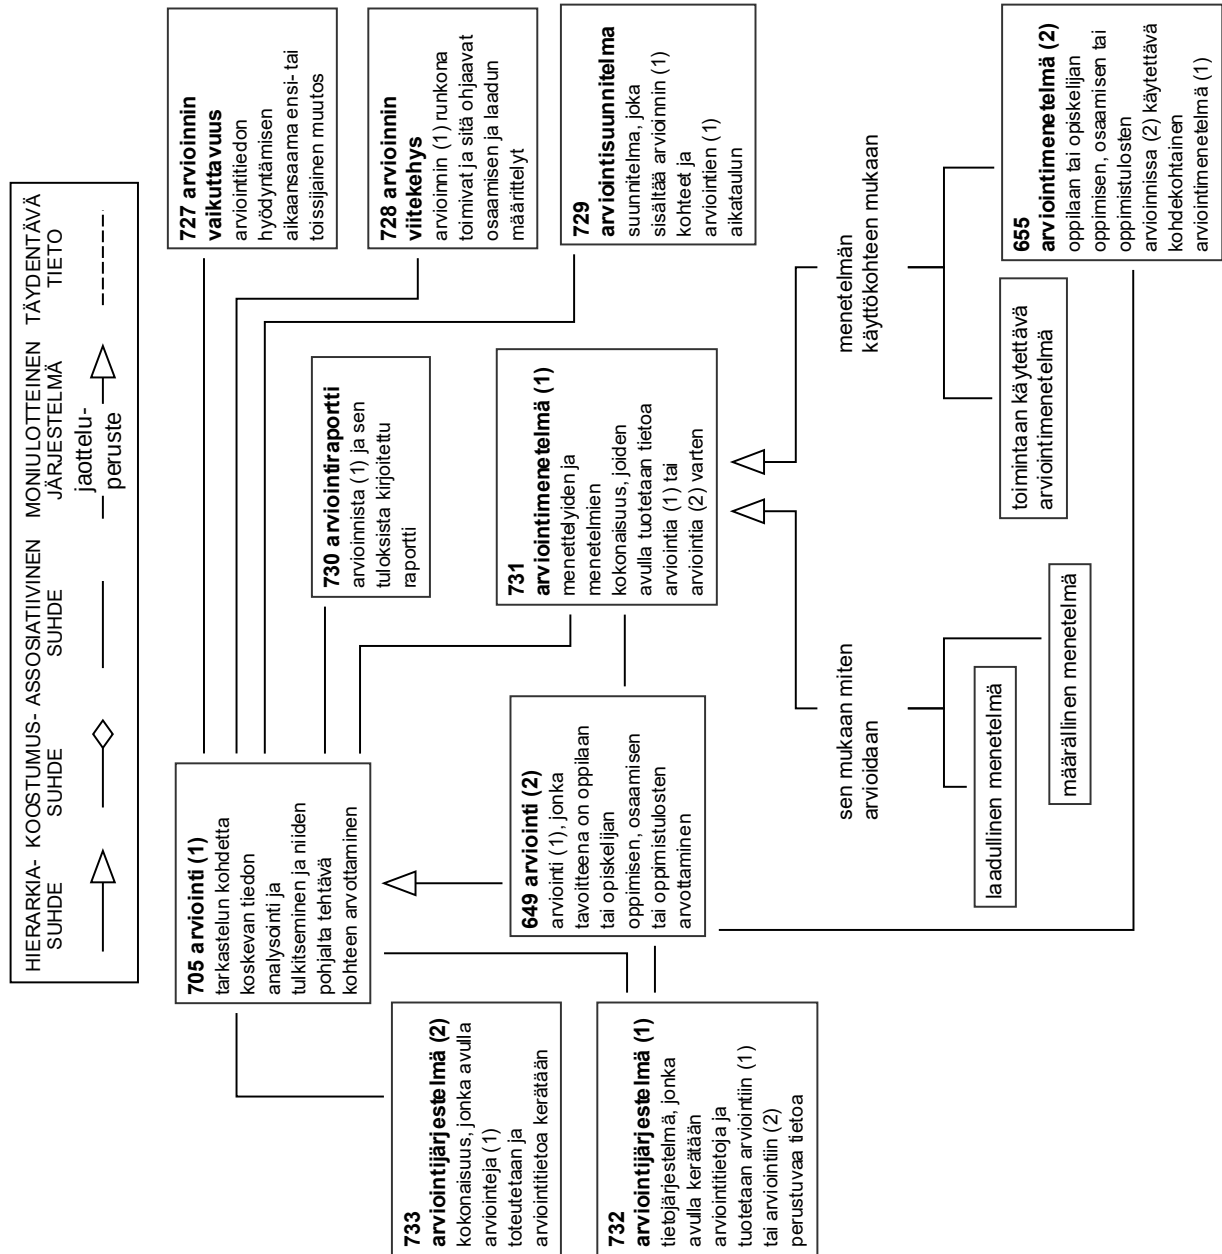 HIERARKIA-
SUHDE
KOOSTUMUS-
SUHDE
ASSOSIATIIVINEN
SUHDE
MONIULOTTEINEN
JÄRJESTELMÄ
jaottelu-
peruste
TÄYDENTÄVÄ
TIETO
733
arviointijärjestelmä (2)
kokonaisuus, jonka avulla
arviointeja (1)
toteutetaan ja
arviointitietoa kerätään
732
arviointijärjestelmä (1)
tietojärjestelmä, jonka
avulla kerätään
arviointitietoja ja
tuotetaan arviointiin (1)
tai arviointiin (2)
perustuvaa tietoa
705 arviointi (1)
tarkastelun kohdetta
koskevan tiedon
analysointi ja
tulkitseminen ja niiden
pohjalta tehtävä
kohteen arvottaminen
649 arviointi (2)
arviointi (1), jonka
tavoitteena on oppilaan
tai opiskelijan
oppimisen, osaamisen
tai oppimistulosten
arvottaminen
730 arviointiraportti
arvioinnista (1) ja sen
tuloksista kirjoitettu
raportti
731
arviointimenetelmä (1)
menettelyiden ja
menetelmien
kokonaisuus, joiden
avulla tuotetaan tietoa
arviointia (1) tai
arviointia (2) varten
727 arvioinnin
vaikuttavuus
arviointitiedon
hyödyntämisen
aikaansaama ensi- tai
toissijainen muutos
728 arvioinnin
viitekehys
arvioinnin (1) runkona
toimivat ja sitä ohjaavat
osaamisen ja laadun
määrittelyt
729
arviointisuunnitelma
suunnitelma, joka
sisältää arvioinnin (1)
kohteet ja
arviointien (1)
aikataulun
sen mukaan miten
arvioidaan
laadullinen menetelmä
määrällinen menetelmä
menetelmän
käyttökohteen mukaan
toimintaan käytettävä
arviointimenetelmä
655
arviointimenetelmä (2)
oppilaan tai opiskelijan
oppimisen, osaamisen tai
oppimistulosten
arvioinnissa (2) käytettävä
kohdekohtainen
arviointimenetelmä (1)